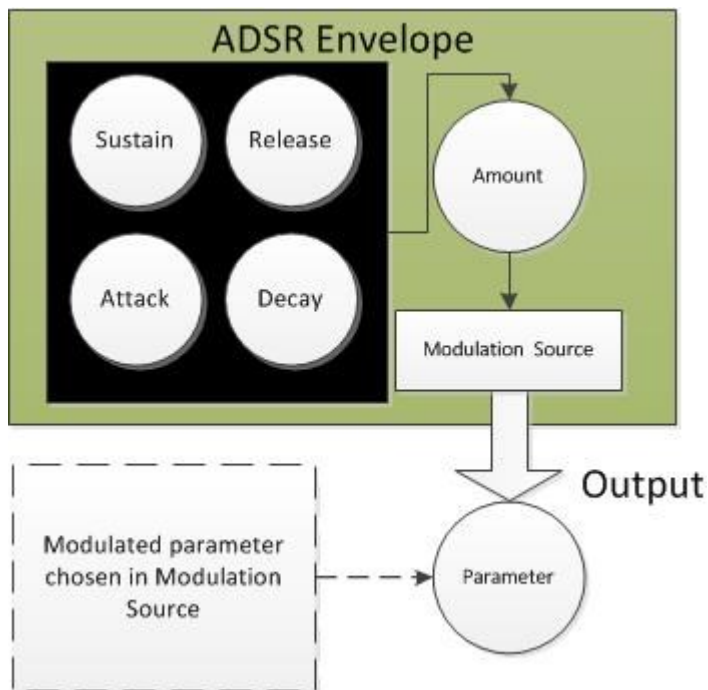 ADSR Envelope
Sustain
Release
Attack
Decay
Amount
Modulation Source
Output
Modulated parameter
chosen in Modulation
Source
Parameter